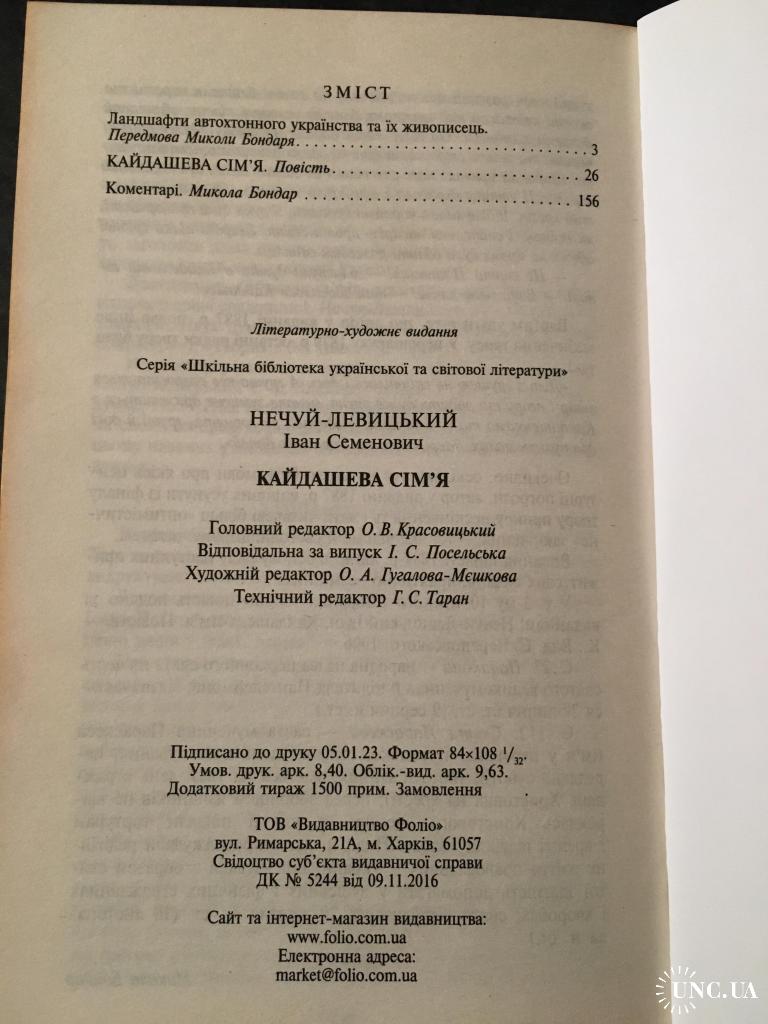 ЗМІСТ
Ландшафти автохтонного українства та їх живописець.
Передмова Миколи Бондаря. . . . . . . . . . . . . . . . . . . . . . . . . . . . . . . . 3
КАЙДАШЕВА СІМ'Я. Повість. . . . . . . . . . . . . . . . . . . . . . . . . . . 26
Коментарі. Микола Бондар . . . . . . . . . . . . . . . . . . . . . . . . . . . . 156
Літературно-художнє видання
Серія «Шкільна бібліотека української та світової літератури»
НЕЧУЙ-ЛЕВИЦЬКИЙ
Іван Семенович
КАЙДАШЕВА СІМ'Я
Головний редактор О. В. Красовицький
Відповідальна за випуск І. С. Посельська
Художній редактор О. А. Гугалова-Мєшкова
Технічний редактор Г. С. Таран
Підписано до друку 05.01.23. Формат 84×108 1/32.
Умов. друк. арк. 8,40. Облік.-вид. арк. 9,63.
Додатковий тираж 1500 прим. Замовлення .
ТОВ «Видавництво Фоліо»
вул. Римарська, 21А, м. Харків, 61057
Свідоцтво суб'єкта видавничої справи
ДК № 5244 від 09.11.2016
Сайт та інтернет-магазин видавництва:
www.folio.com.ua
Електронна адреса:
market@folio.com.ua
UNC.UA